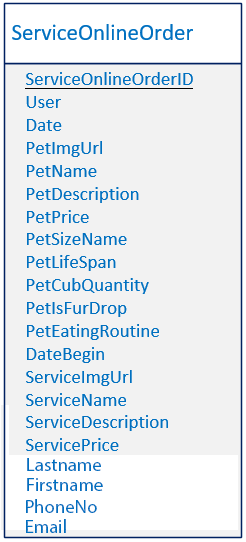 ServiceOnlineOrder
ServiceOnlineOrderID
User
Date
PetImgUrl
PetName
PetDescription
PetPrice
PetSizeName
PetLifeSpan
PetCubQuantity
PetIsFurDrop
PetEatingRoutine
DateBegin
ServiceImgUrl
ServiceName
ServiceDescription
ServicePrice
Lastname
Firstname
PhoneNo
Email